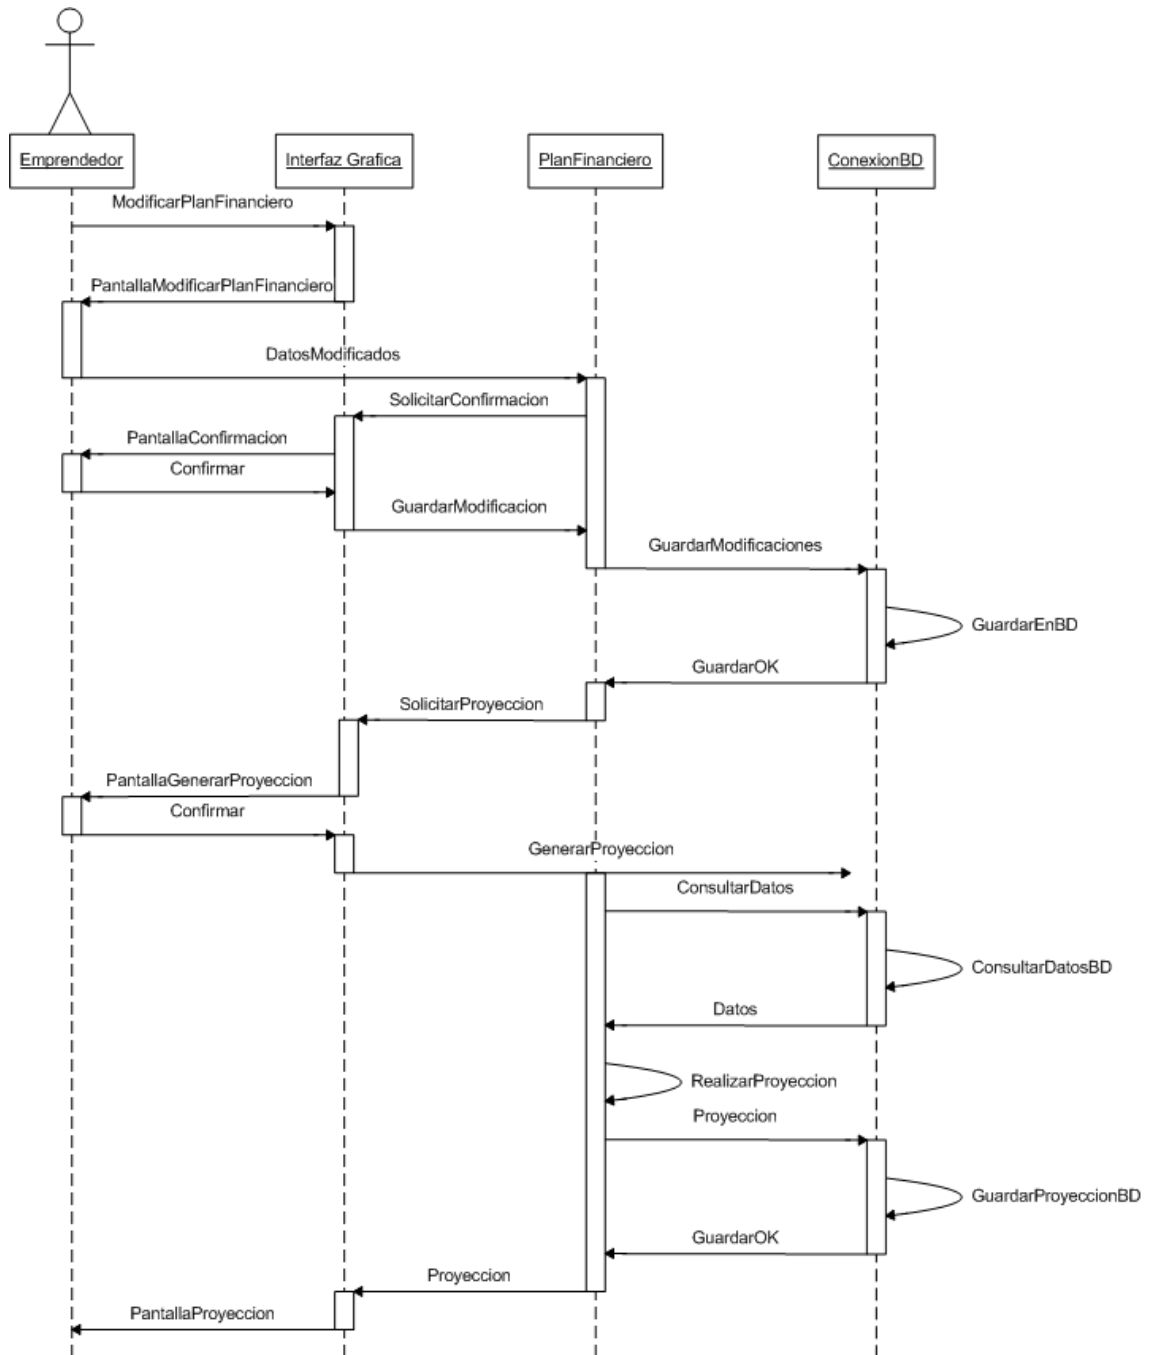 Emprendedor
Interfaz Grafica
PlanFinanciero
ConexionBD
ModificarPlanFinanciero
PantallaModificarPlanFinanciero
DatosModificados
SolicitarConfirmacion
PantallaConfirmacion
Confirmar
GuardarModificacion
GuardarModificaciones
GuardarEnBD
GuardarOK
SolicitarProyeccion
PantallaGenerarProyeccion
Confirmar
GenerarProyeccion
ConsultarDatos
ConsultarDatosBD
Datos
RealizarProyeccion
Proyeccion
GuardarProyeccionBD
GuardarOK
Proyeccion
PantallaProyeccion